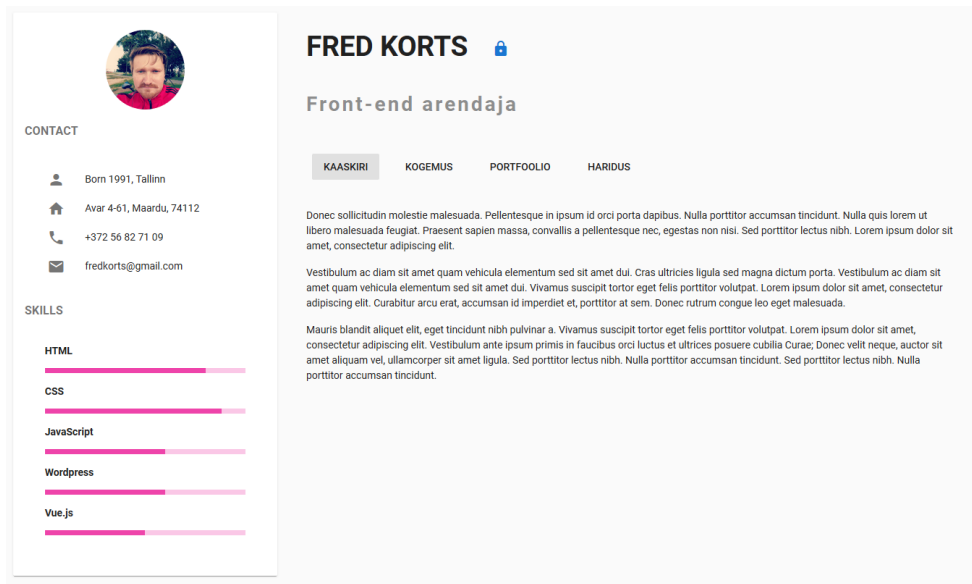 CONTACT
Born 1991, Tallinn
Avar 4-61, Maardu, 74112
+372 56 82 71 09
fredkorts@gmail.com
SKILLS
HTML
CSS
JavaScript
Wordpress
Vue.js
FRED KORTS
Front-end arendaja
KAASKIRI KOGEMUS PORTFOOLIO HARIDUS
Donec sollicitudin molestie malesuada. Pellentesque in ipsum id orci porta dapibus. Nulla porttitor accumsan tincidunt. Nulla quis lorem ut
libero malesuada feugiat. Praesent sapien massa, convallis a pellentesque nec, egestas non nisi. Sed porttitor lectus nibh. Lorem ipsum dolor sit
amet, consectetur adipiscing elit.
Vestibulum ac diam sit amet quam vehicula elementum sed sit amet dui. Cras ultricies ligula sed magna dictum porta. Vestibulum ac diam sit
amet quam vehicula elementum sed sit amet dui. Vivamus suscipit tortor eget felis porttitor volutpat. Lorem ipsum dolor sit amet, consectetur
adipiscing elit. Curabitur arcu erat, accumsan id imperdiet et, porttitor at sem. Donec rutrum congue leo eget malesuada.
Mauris blandit aliquet elit, eget tincidunt nibh pulvinar a. Vivamus suscipit tortor eget felis porttitor volutpat. Lorem ipsum dolor sit amet,
consectetur adipiscing elit. Vestibulum ante ipsum primis in faucibus orci luctus et ultrices posuere cubilia Curae; Donec velit neque, auctor sit
amet aliquam vel, ullamcorper sit amet ligula. Sed porttitor lectus nibh. Nulla porttitor accumsan tincidunt. Sed porttitor lectus nibh. Nulla
porttitor accumsan tincidunt.